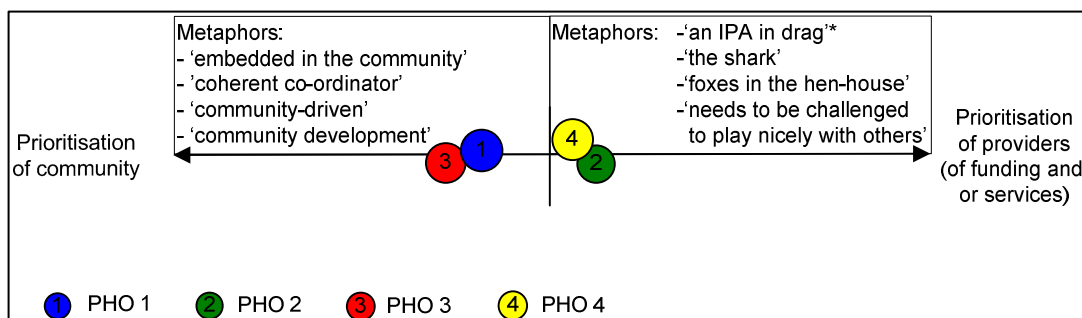 Metaphors:
- ‘embedded in the community’
- ’coherent co-ordinator’
- ‘community-driven’
- ‘community development’
Metaphors: -‘an IPA in drag’*
-‘the shark’
-‘foxes in the hen-house’
-‘needs to be challenged
to play nicely with others’
Prioritisation
of community
3
1
4
2
Prioritisation
of providers
(of funding and
or services)
1 PHO 1
2 PHO 2
3 PHO 3
4 PHO 4